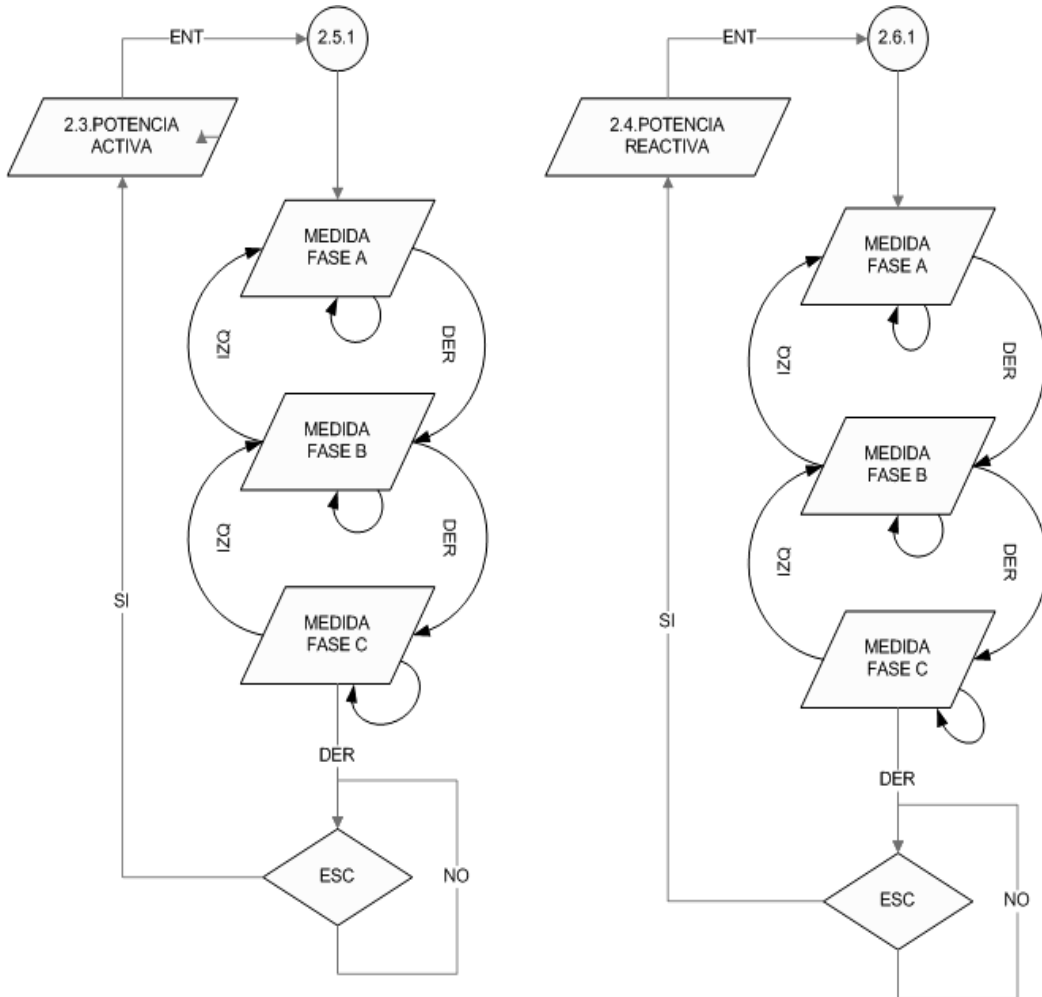 ENT
2.5.1
2.3.POTENCIA
ACTIVA
MEDIDA
FASE A
IZQ
DER
MEDIDA
FASE B
IZQ
DER
SI
MEDIDA
FASE C
DER
ESC
NO
ENT
2.6.1
2.4.POTENCIA
REACTIVA
MEDIDA
FASE A
IZQ
DER
MEDIDA
FASE B
IZQ
DER
SI
MEDIDA
FASE C
DER
ESC
NO